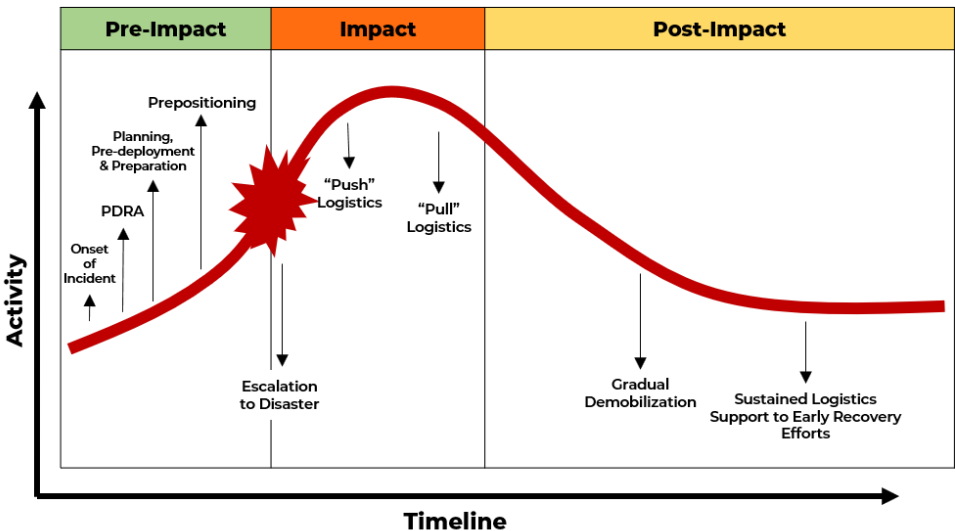 Pre-Impact
Impact
Post-Impact
Prepositioning
Planning,
Pre-deployment
& Preparation
PDRA
Onset
of
Incident
“Push”
Logistics
“Pull”
Logistics
Escalation
to Disaster
Gradual
Demobilization
Sustained Logistics
Support to Early Recovery
Efforts
Activity
Timeline